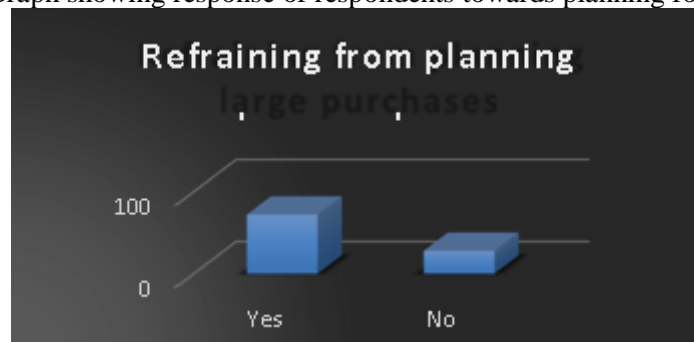 Graph showing response of respondents towards planning fo
Refraining from planning
large purchases
100
0
Yes
No